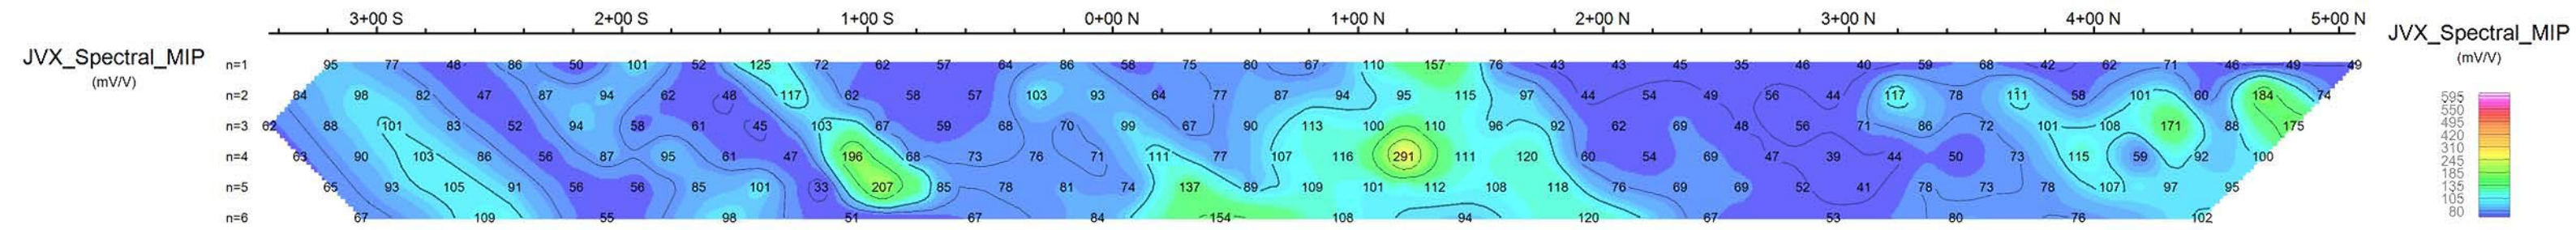 3+00 S 2+00 S 1+00 S 0+00 N 1+00 N 2+00 N 3+00 N 4+00 N 5+00 N
JVX_Spectral_MIP
(mV/V)
n=1 95 77 48 86 50 101 52 125 72 62 57 64 86 58 75 80 67 110 157 76 43 43 45 35 46 40 59 68 42 62 71 46 49 49
n=2 84 98 82 47 87 94 62 48 117 62 58 57 103 93 64 77 87 94 95 115 97 44 54 49 56 44 117 78 111 58 101 60 184 74
n=3 62 88 101 83 52 94 58 61 45 103 67 59 68 70 99 67 90 113 100 110 96 92 62 69 48 56 71 86 72 101 108 171 88 175
n=4 63 90 103 86 56 87 95 61 47 196 68 73 76 71 111 77 107 116 291 111 120 60 54 69 47 39 44 50 73 115 59 92 100
n=5 65 93 105 91 56 56 85 101 33 207 85 78 81 74 137 89 109 101 112 108 118 76 69 69 52 41 78 73 78 107 97 95
n=6 67 109 55 98 51 67 84 154 108 94 120 67 53 80 76 102
JVX_Spectral_MIP
(mV/V)
595
550
495
420
310
245
185
135
105
80